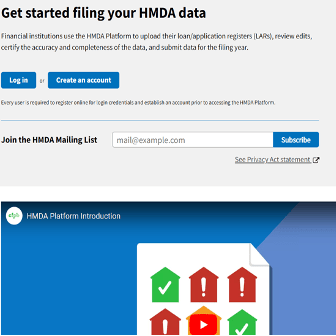 Get started filing your HMDA data
Financial institutions use the HMDA Platform to upload their loan/application registers (LARs), review edits,
certify the accuracy and completeness of the data, and submit data for the filing year.
Log in or Create an account
Every user is required to register online for login credentials and establish an account prior to accessing the HMDA Platform.
Join the HMDA Mailing List mail@example.com Subscribe
See Privacy Act statement
cfpb HMDA Platform Introduction